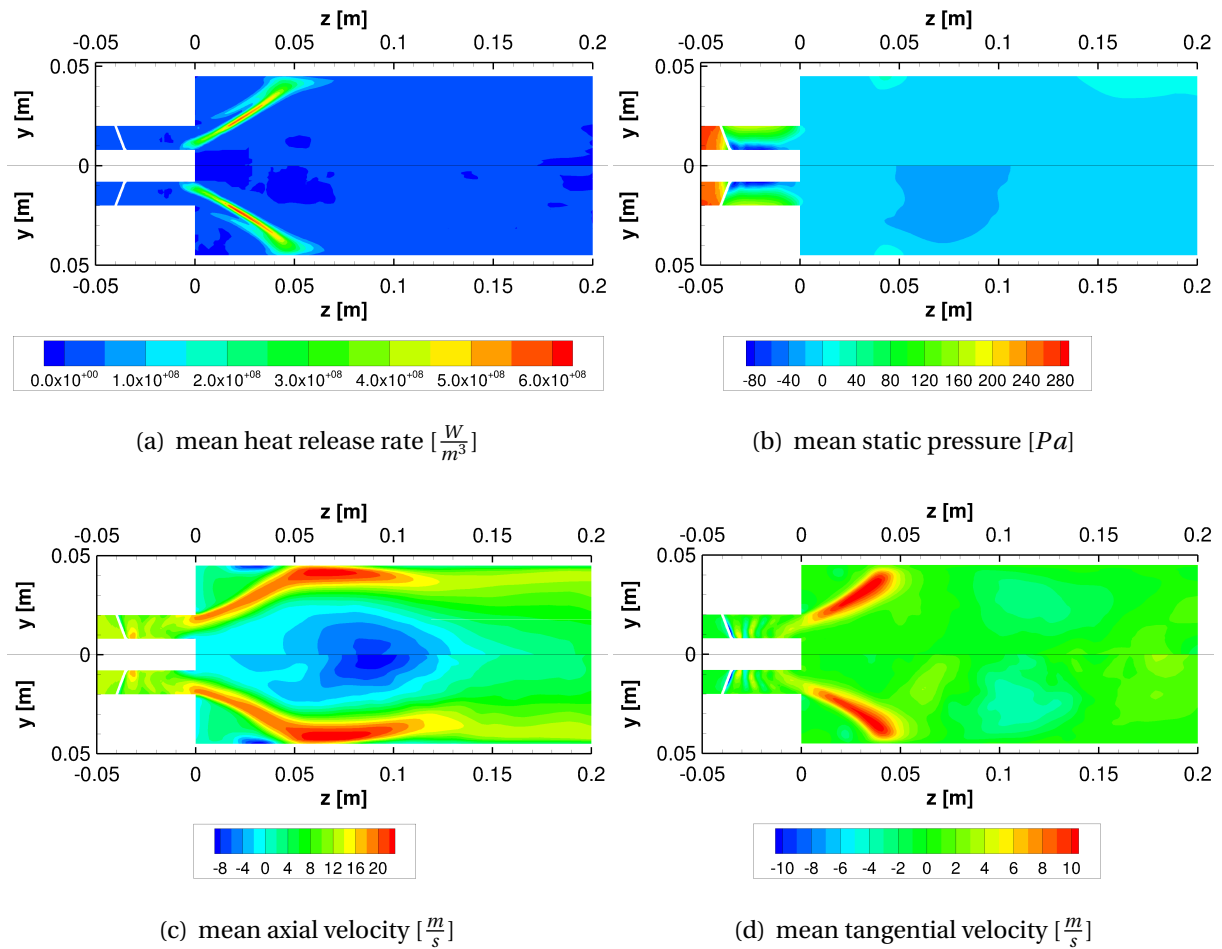 z [m]
-0.05 0 0.05 0.1 0.15 0.2
0.05
y [m]
0
y [m]
0.05
-0.05 0 0.05 0.1 0.15 0.2
z [m]
0.0x10⁺⁰⁰ 1.0x10⁺⁰⁸ 2.0x10⁺⁰⁸ 3.0x10⁺⁰⁸ 4.0x10⁺⁰⁸ 5.0x10⁺⁰⁸ 6.0x10⁺⁰⁸
(a) mean heat release rate [W/m³]
z [m]
-0.05 0 0.05 0.1 0.15 0.2
0.05
y [m]
0
y [m]
0.05
-0.05 0 0.05 0.1 0.15 0.2
z [m]
-80 -40 0 40 80 120 160 200 240 280
(b) mean static pressure [Pa]
z [m]
-0.05 0 0.05 0.1 0.15 0.2
0.05
y [m]
0
y [m]
0.05
-0.05 0 0.05 0.1 0.15 0.2
z [m]
-8 -4 0 4 8 12 16 20
(c) mean axial velocity [m/s]
z [m]
-0.05 0 0.05 0.1 0.15 0.2
0.05
y [m]
0
y [m]
0.05
-0.05 0 0.05 0.1 0.15 0.2
z [m]
-10 -8 -6 -4 -2 0 2 4 6 8 10
(d) mean tangential velocity [m/s]